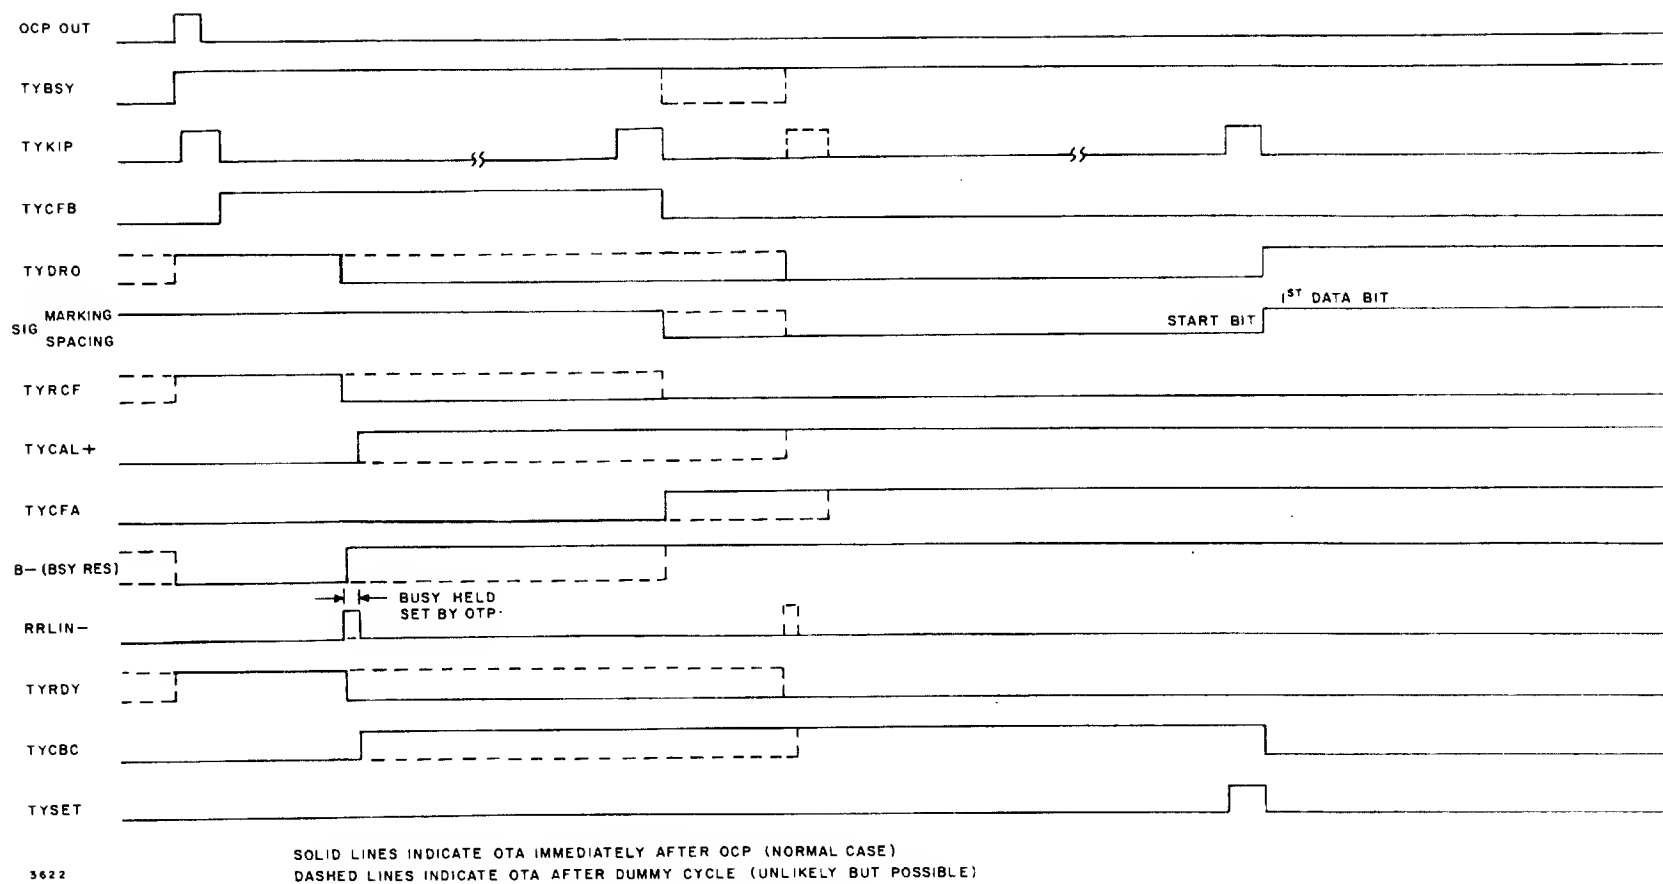 OCP OUT
TYBSY
TYKIP
TYCFB
TYDRO
1ST DATA BIT
SIG MARKING
SPACING
START BIT
TYRCF
TYCAL+
TYCFA
B–(BSY RES)
BUSY HELD
SET BY OTP.
RRLIN–
TYRDY
TYCBC
TYSET
SOLID LINES INDICATE OTA IMMEDIATELY AFTER OCP (NORMAL CASE)
3622
DASHED LINES INDICATE OTA AFTER DUMMY CYCLE (UNLIKELY BUT POSSIBLE)